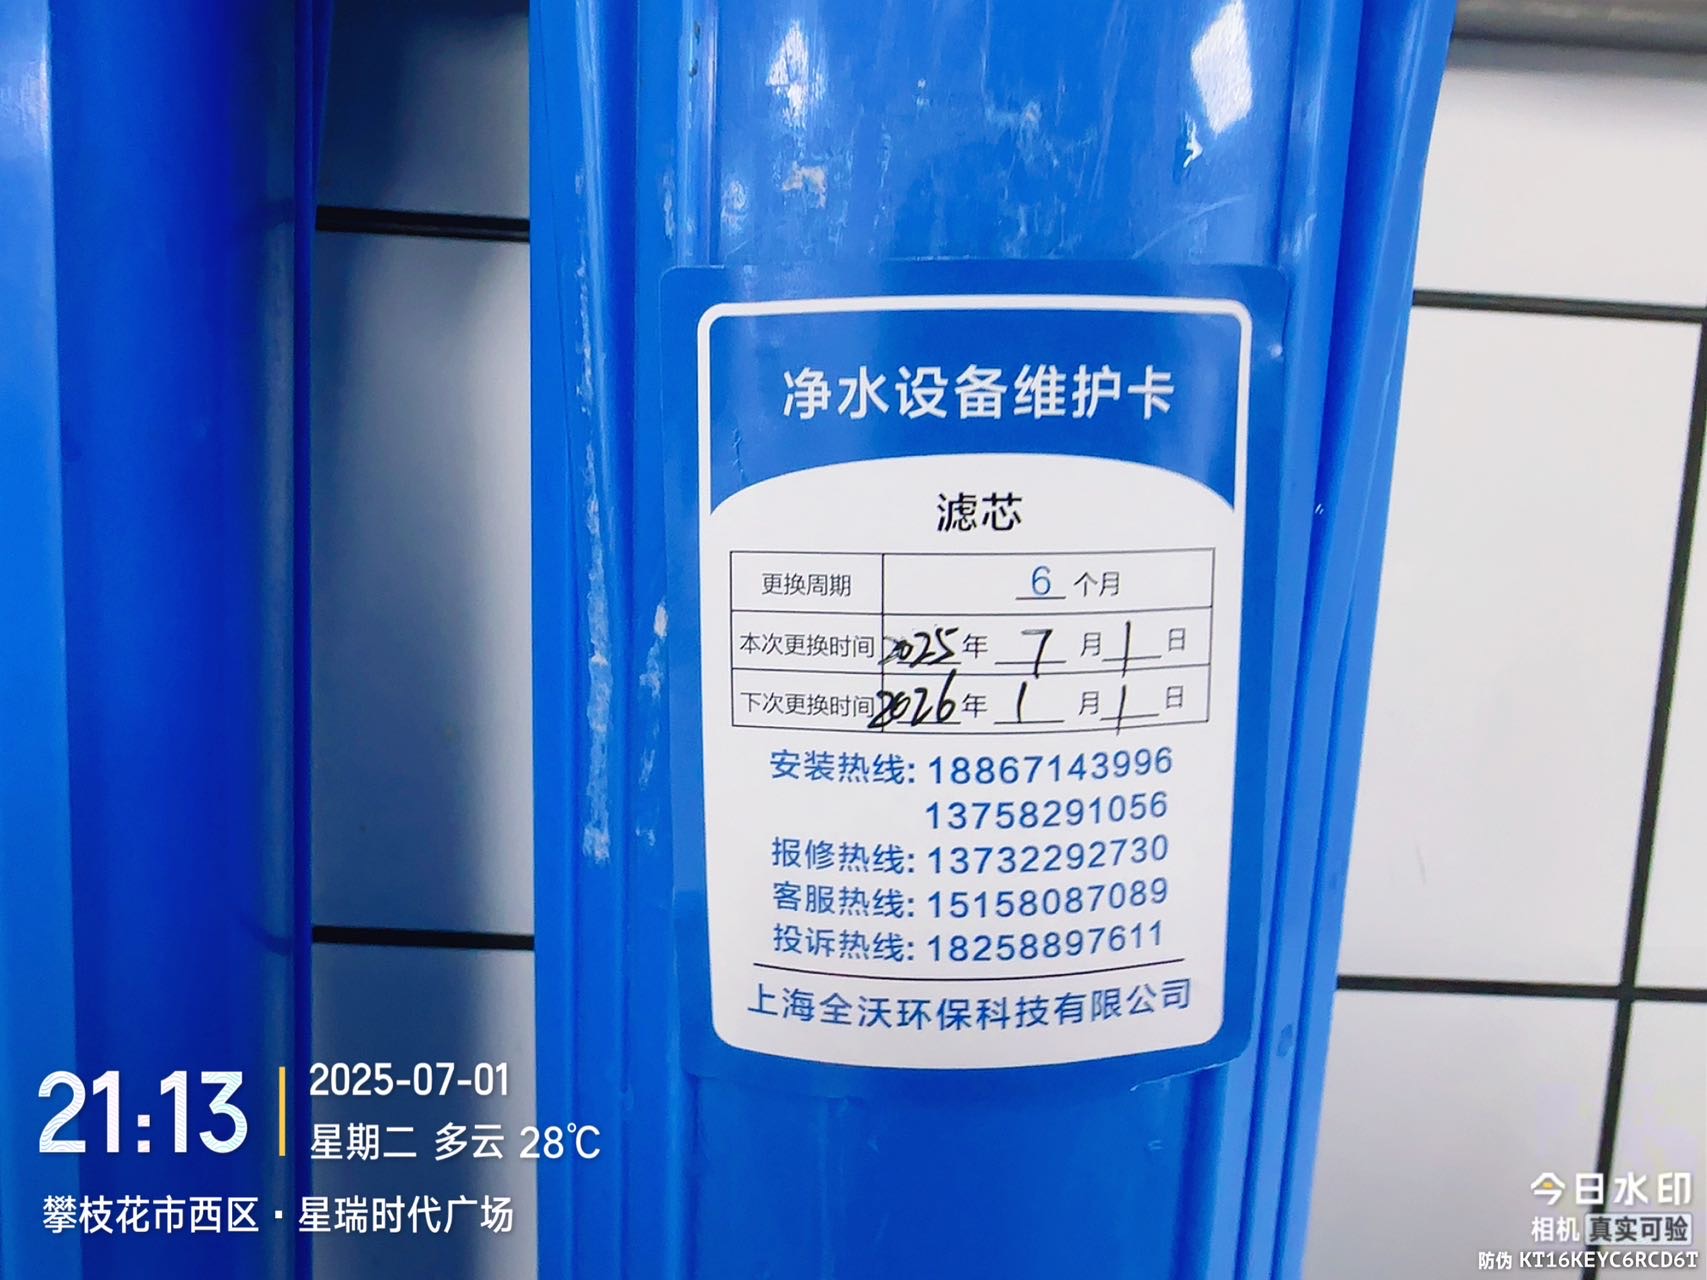 净水设备维护卡
滤芯
更换周期 6 个月
本次更换时间 2025 年 7 月 1 日
下次更换时间 2026 年 1 月 1 日
安装热线: 18867143996
13758291056
报修热线: 13732292730
客服热线: 15158087089
投诉热线: 18258897611
上海全沃环保科技有限公司
21:13
2025-07-01
星期二 多云 28℃
攀枝花市西区·星瑞时代广场
今日水印
相机 真实可验
防伪 KT16KEYC6RCD6T